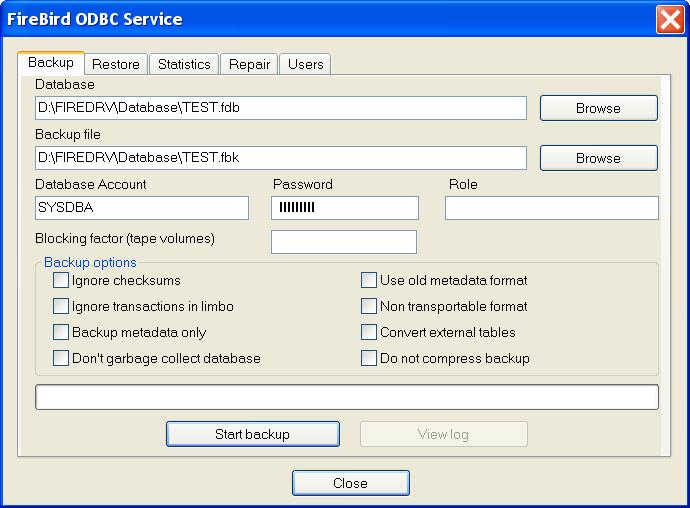 FireBird ODBC Service
Backup Restore Statistics Repair Users
Database
D:\FIREDRV\Database\TEST.fdb Browse
Backup file
D:\FIREDRV\Database\TEST.fbk Browse
Database Account Password Role
SYSDBA
Blocking factor (tape volumes)
Backup options
Ignore checksums Use old metadata format
Ignore transactions in limbo Non transportable format
Backup metadata only Convert external tables
Don't garbage collect database Do not compress backup
Start backup View log
Close